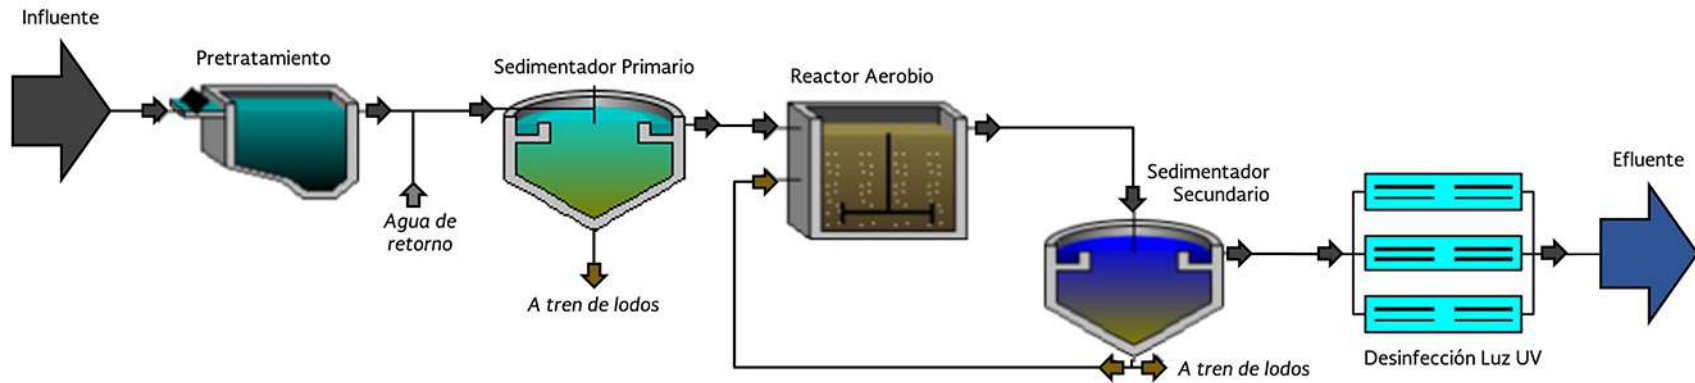 Influente
Pretratamiento
Sedimentador Primario
Reactor Aerobio
Agua de
retorno
A tren de lodos
Sedimentador
Secundario
A tren de lodos
Desinfección Luz UV
Efluente